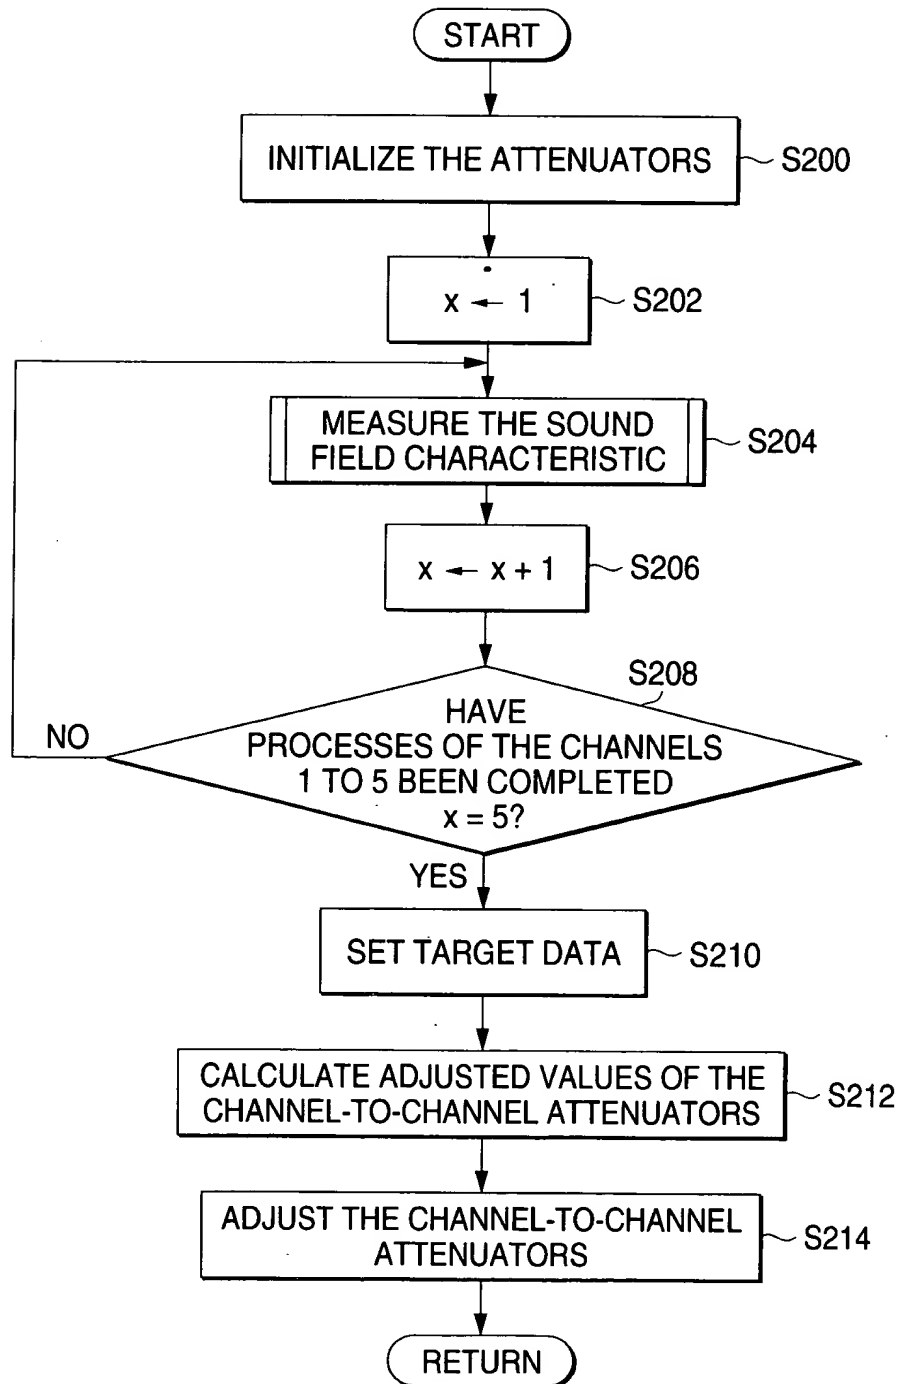 START
INITIALIZE THE ATTENUATORS
S200
x ← 1
S202
MEASURE THE SOUND
FIELD CHARACTERISTIC
S204
x ← x + 1
S206
S208
HAVE
PROCESSES OF THE CHANNELS
1 TO 5 BEEN COMPLETED
x = 5?
NO
YES
SET TARGET DATA
S210
CALCULATE ADJUSTED VALUES OF THE
CHANNEL-TO-CHANNEL ATTENUATORS
S212
ADJUST THE CHANNEL-TO-CHANNEL
ATTENUATORS
S214
RETURN